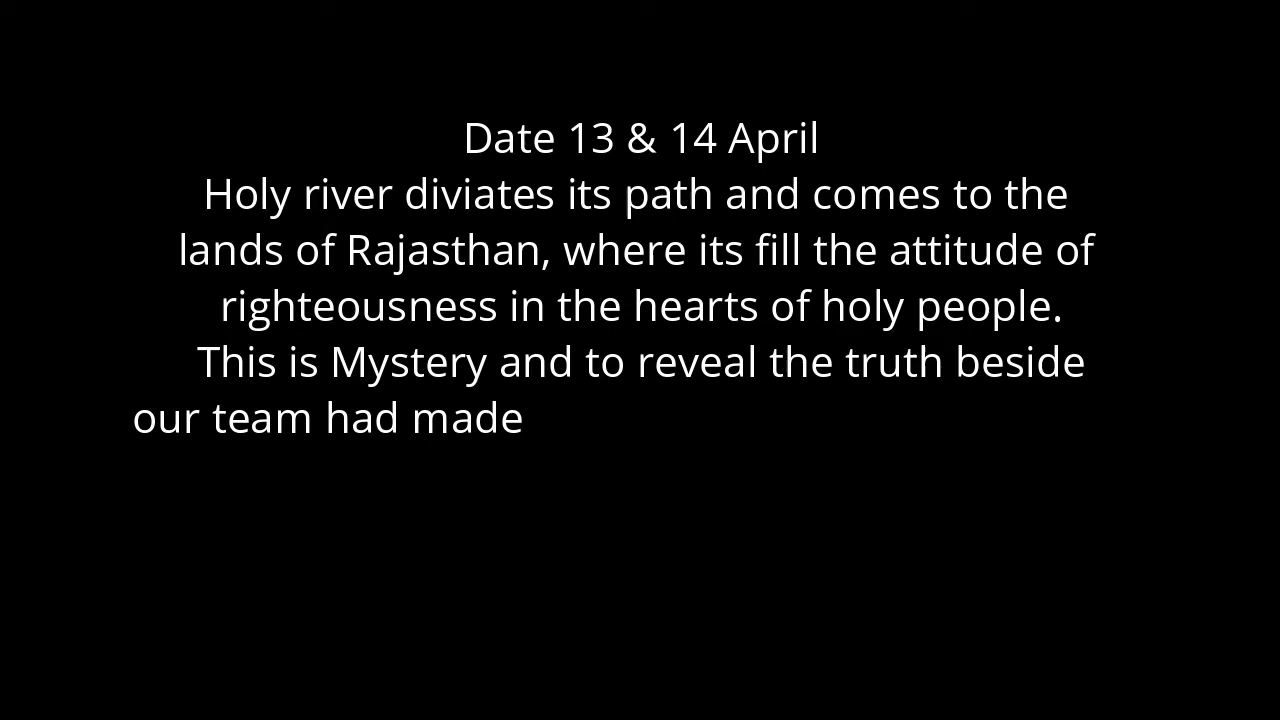 Date 13 & 14 April
Holy river diviates its path and comes to the
lands of Rajasthan, where its fill the attitude of
righteousness in the hearts of holy people.
This is Mystery and to reveal the truth beside
our team had made